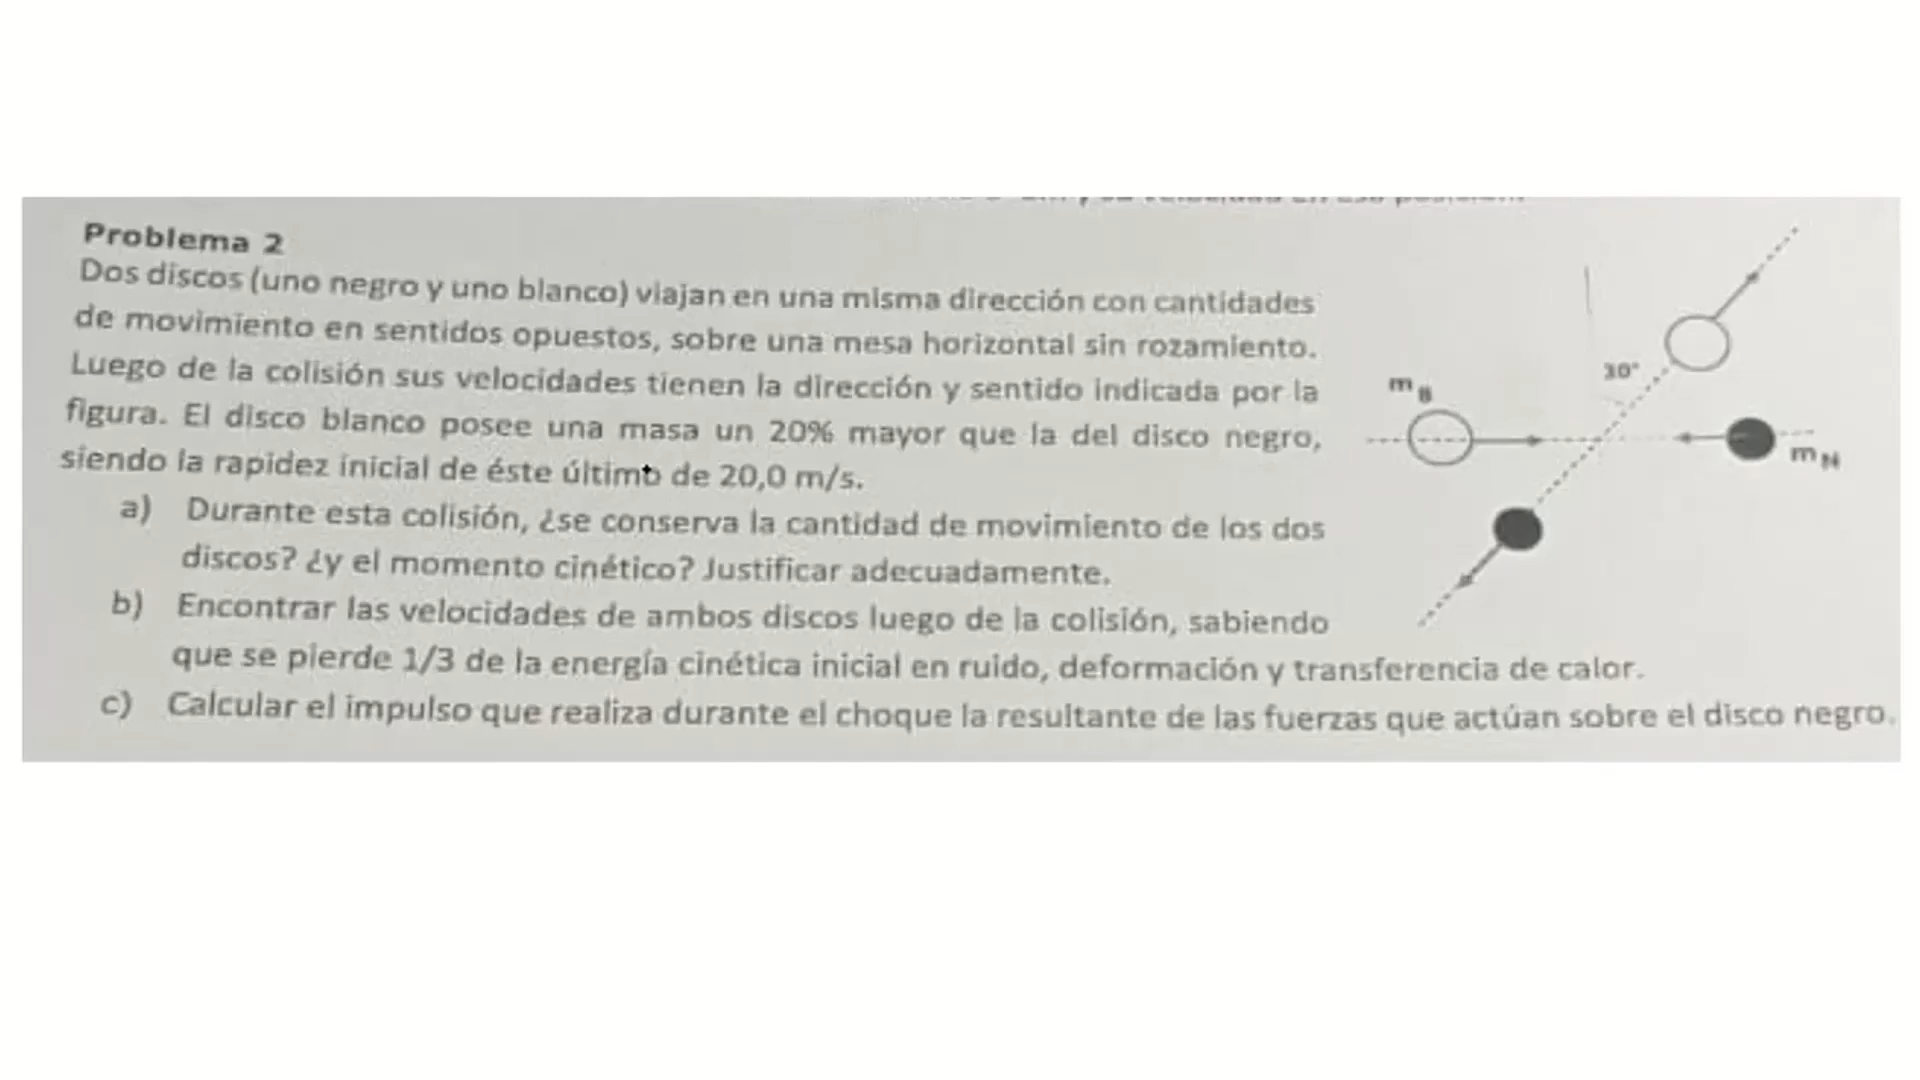 Problema 2
Dos discos (uno negro y uno blanco) viajan en una misma dirección con cantidades
de movimiento en sentidos opuestos, sobre una mesa horizontal sin rozamiento.
Luego de la colisión sus velocidades tienen la dirección y sentido indicada por la
figura. El disco blanco posee una masa un 20% mayor que la del disco negro,
siendo la rapidez inicial de éste último de 20,0 m/s.
a) Durante esta colisión, ¿se conserva la cantidad de movimiento de los dos
discos? ¿y el momento cinético? Justificar adecuadamente.
b) Encontrar las velocidades de ambos discos luego de la colisión, sabiendo
que se pierde 1/3 de la energía cinética inicial en ruido, deformación y transferencia de calor.
c) Calcular el impulso que realiza durante el choque la resultante de las fuerzas que actúan sobre el disco negro.
30°
m B
m N